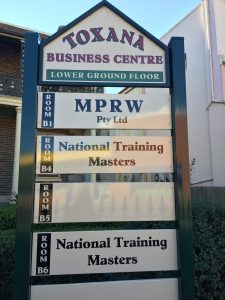 TOXANA
BUSINESS CENTRE
LOWER GROUND FLOOR
ROOM B1
MPRW
Pty Ltd
ROOM B4
National Training
Masters
ROOM B5
ROOM B6
National Training
Masters